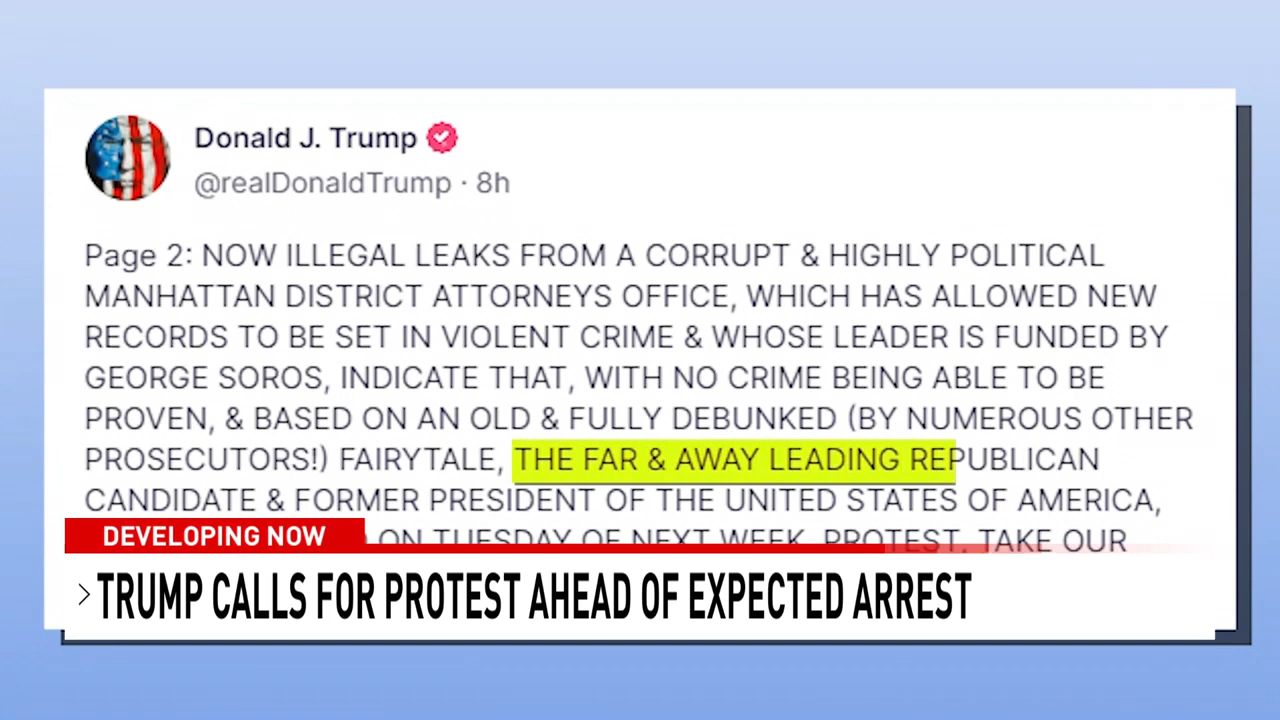 Donald J. Trump
@realDonaldTrump · 8h
Page 2: NOW ILLEGAL LEAKS FROM A CORRUPT & HIGHLY POLITICAL
MANHATTAN DISTRICT ATTORNEYS OFFICE, WHICH HAS ALLOWED NEW
RECORDS TO BE SET IN VIOLENT CRIME & WHOSE LEADER IS FUNDED BY
GEORGE SOROS, INDICATE THAT, WITH NO CRIME BEING ABLE TO BE
PROVEN, & BASED ON AN OLD & FULLY DEBUNKED (BY NUMEROUS OTHER
PROSECUTORS!) FAIRYTALE, THE FAR & AWAY LEADING REPUBLICAN
CANDIDATE & FORMER PRESIDENT OF THE UNITED STATES OF AMERICA,
ON TUESDAY OF NEXT WEEK. PROTEST, TAKE OUR
DEVELOPING NOW
TRUMP CALLS FOR PROTEST AHEAD OF EXPECTED ARREST